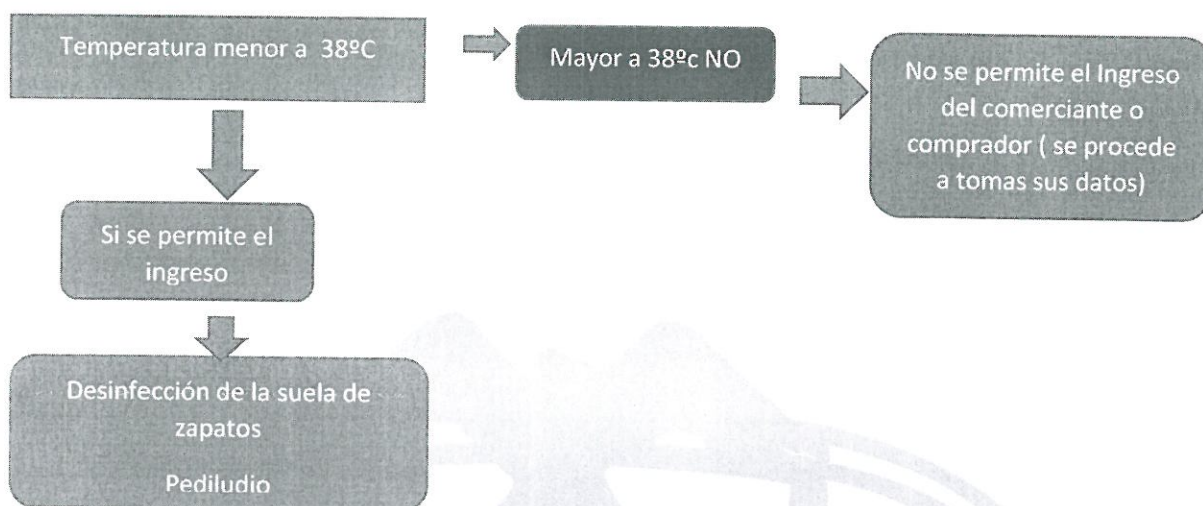 Temperatura menor a 38ºC
Mayor a 38ºc NO
No se permite el Ingreso
del comerciante o
comprador ( se procede
a tomas sus datos)
Si se permite el
ingreso
Desinfección de la suela de
zapatos
Pediludio